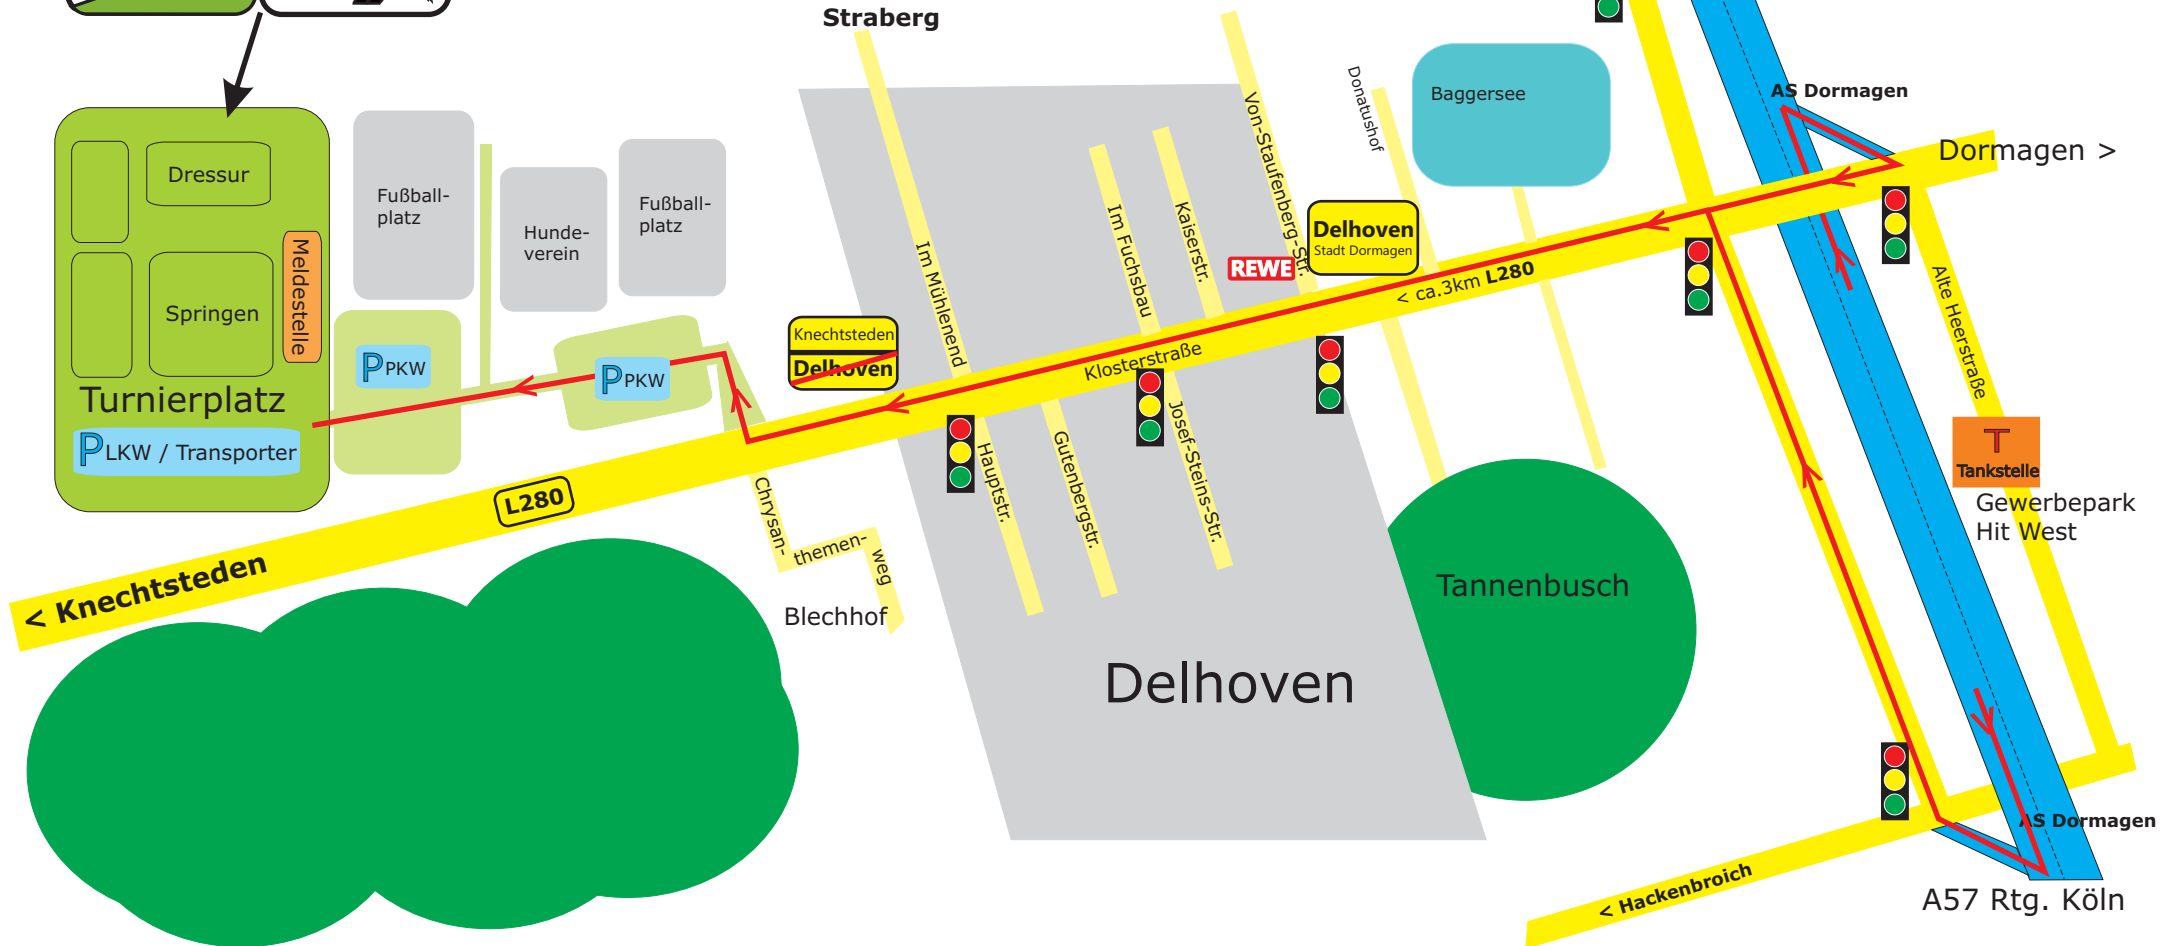 Straberg
AS Dormagen
Dormagen >
Baggersee
Donatushof
Von-Staufenberg-Str.
Kaiserstr.
Im Fuchsbau
Im Mühlenend
Dressur
Fußball-
platz
Hunde-
verein
Fußball-
platz
Meldestelle
Springen
Delhoven
Stadt Dormagen
REWE
< ca.3km L280
Klosterstraße
Knechtsteden
Delhoven
P PKW
P PKW
Turnierplatz
P LKW / Transporter
L280
< Knechtsteden
Chrysan-
themen-
weg
Blechhof
Hauptstr.
Gutenbergstr.
Josef-Steins-Str.
Alte Heerstraße
T
Tankstelle
Gewerbepark
Hit West
Tannenbusch
Delhoven
AS Dormagen
< Hackenbroich
A57 Rtg. Köln